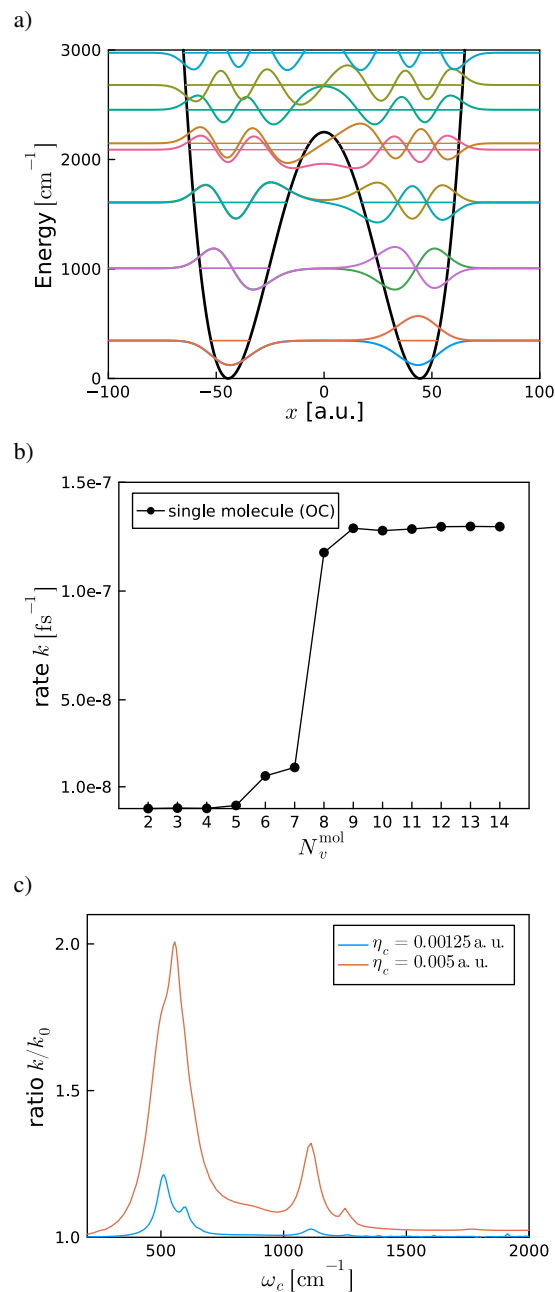 a)
3000
2000
1000
0
Energy [cm⁻¹]
−100
−50
0
50
100
x [a.u.]
b)
1.5e-7
1.0e-7
5.0e-8
1.0e-8
rate k [fs⁻¹]
single molecule (OC)
2 3 4 5 6 7 8 9 10 11 12 13 14
N_v^mol
c)
2.0
1.5
1.0
ratio k/k₀
η_c = 0.00125 a. u.
η_c = 0.005 a. u.
500
1000
1500
2000
ω_c [cm⁻¹]